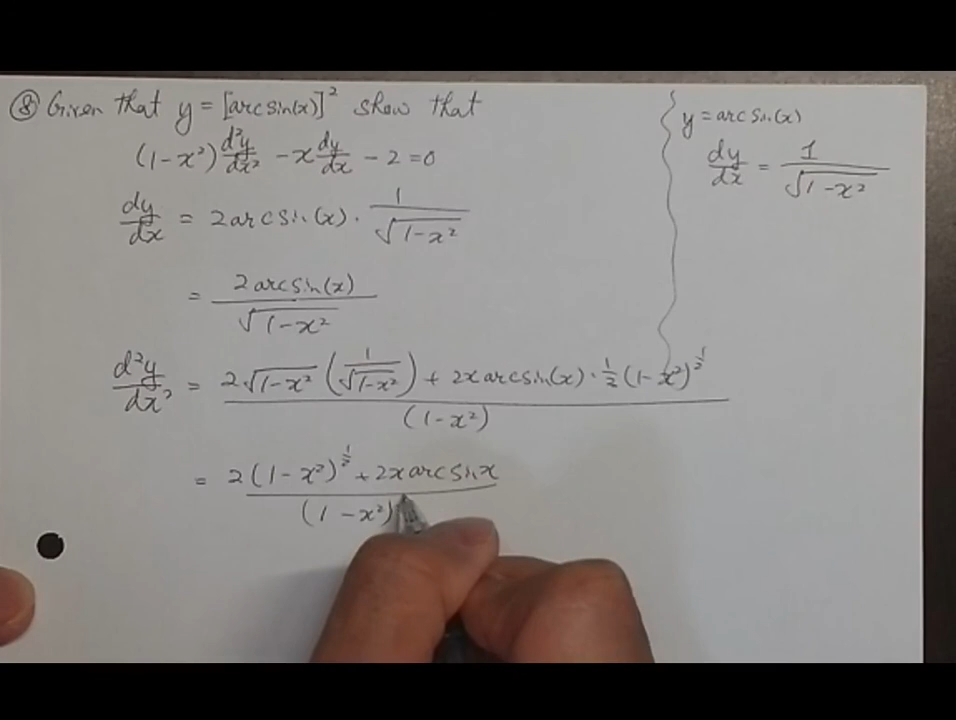 ⑧ Given that y = [arcsin(x)]² show that
(1-x²) d²y/dx² - x dy/dx - 2 = 0
dy/dx = 2arcsin(x) · 1/√(1-x²)
= 2arcsin(x)/√(1-x²)
d²y/dx² = [2√(1-x²) (1/√(1-x²)) + 2x arcsin(x) · ½ (1-x²)^½]/(1-x²)
= [2(1-x²)^½ + 2x arcsin x]/(1-x²)
y = arcsin(x)
dy/dx = 1/√(1-x²)